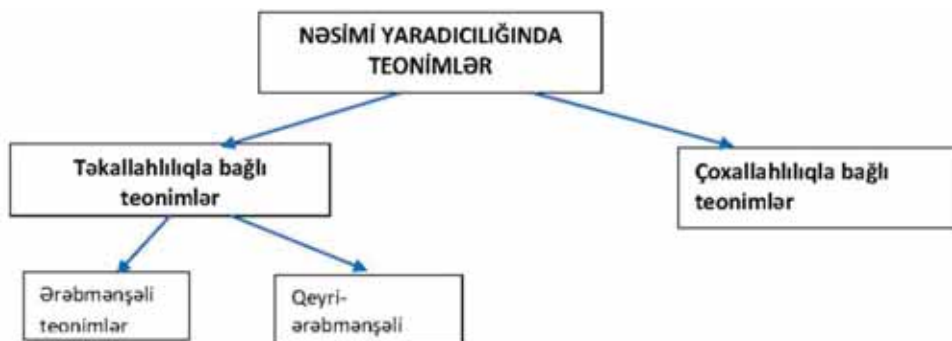 NƏSİMİ YARADICILIĞINDA
TEONİMLƏR
Təkallahlılıqla bağlı
teonimlər
Çoxallahlılıqla bağlı
teonimlər
Ərəbmənşəli
teonimlər
Qeyri-
ərəbmənşəli